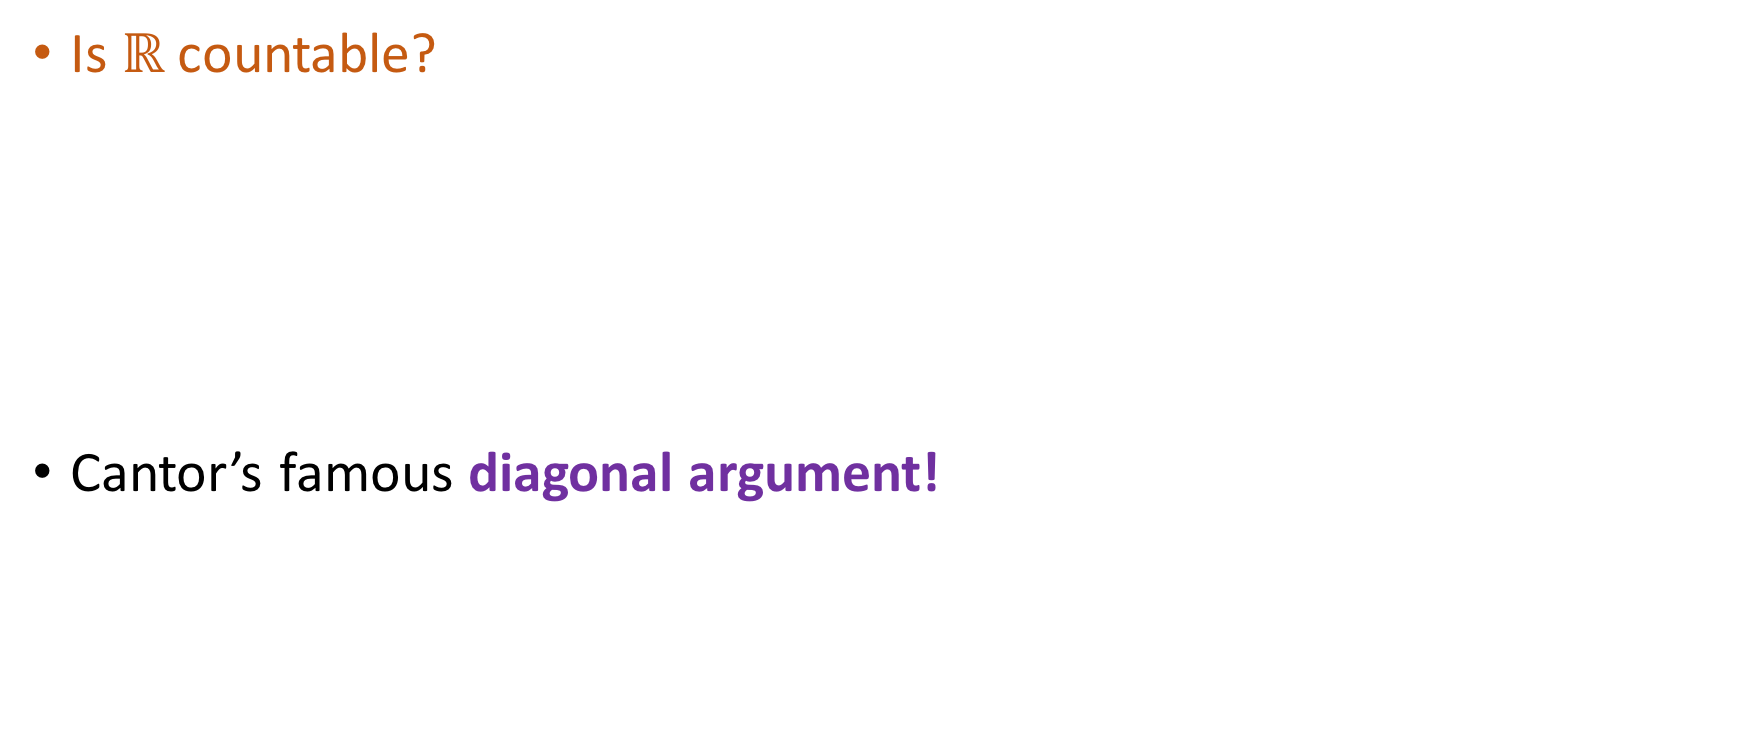 • Is ℝ countable?
• Cantor’s famous diagonal argument!